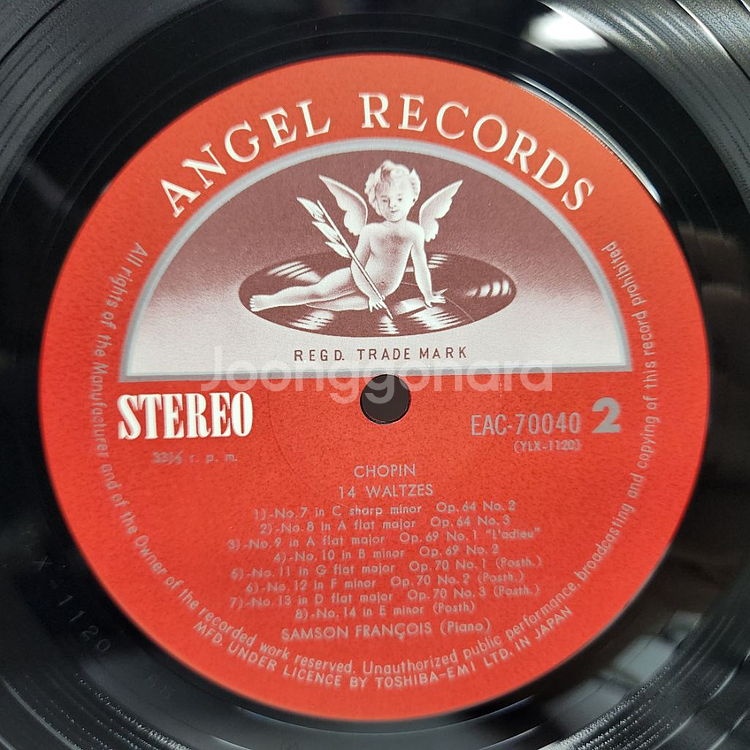 ANGEL RECORDS
REGD. TRADE MARK
Joonggonara
STEREO
33⅓ r. p. m.
EAC-70040 2
(YLX-1120)
CHOPIN
14 WALTZES
1)-No.7 in C sharp minor Op.64 No.2
2)-No.8 in A flat major Op.64 No.3
3)-No.9 in A flat major Op.69 No.1 "L'adieu"
4)-No.10 in B minor Op.69 No.2
5)-No.11 in G flat major Op.70 No.1 (Posth.)
6)-No.12 in F minor Op.70 No.2 (Posth.)
7)-No.13 in D flat major Op.70 No.3 (Posth.)
8)-No.14 in E minor (Posth)
SAMSON FRANÇOIS (Piano)
All rights of the Manufacturer and of the Owner of the recorded work reserved. Unauthorized public performance, broadcasting and copying of this record prohibited
MFD. UNDER LICENCE BY TOSHIBA-EMI LTD. IN JAPAN